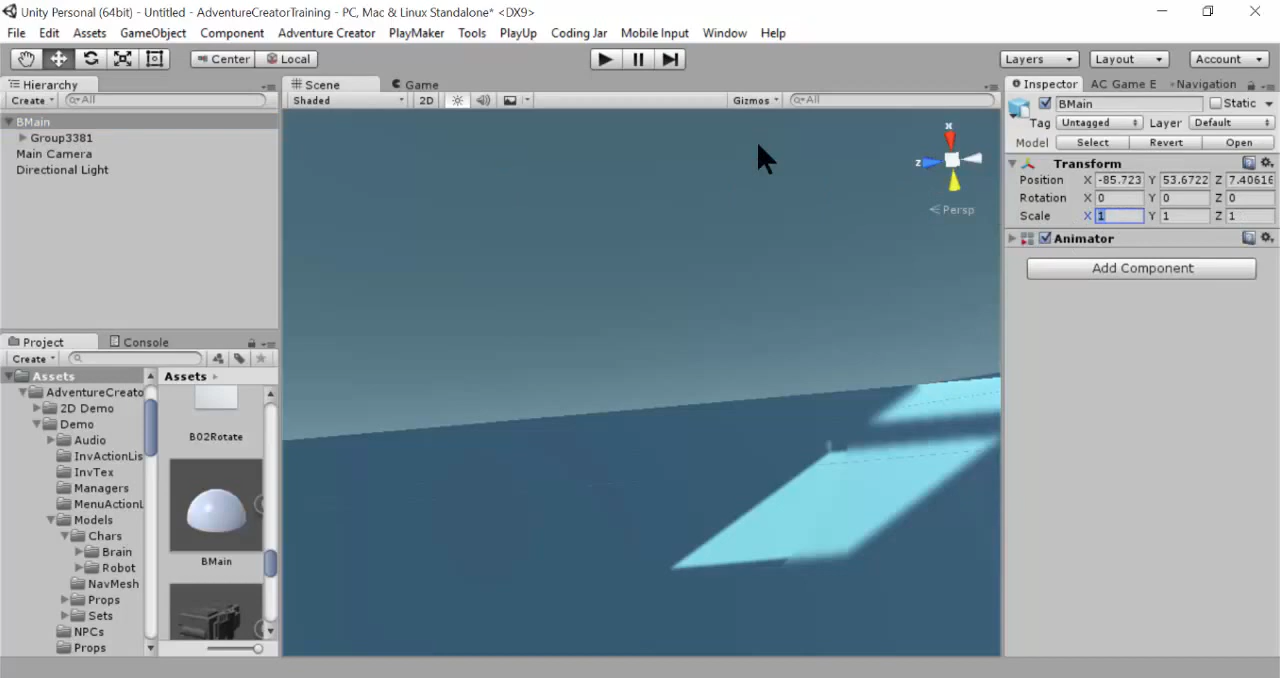 Unity Personal (64bit) - Untitled - AdventureCreatorTraining - PC, Mac & Linux Standalone* <DX9>
File Edit Assets GameObject Component Adventure Creator PlayMaker Tools PlayUp Coding Jar Mobile Input Window Help
Center Local Layers Layout Account
Hierarchy Scene Game Inspector AC Game E Navigation
Create All Shaded 2D Gizmos All BMain Static
BMain
Tag Untagged Layer Default
Group3381
Model Select Revert Open
Main Camera
Transform
Directional Light
Position X -85.723 Y 53.6722 Z 7.40616
Rotation X 0 Y 0 Z 0
Scale X 1 Y 1 Z 1
Animator
Add Component
x
z
Persp
Project Console
Create
Assets Assets
AdventureCreato
2D Demo
Demo
B02Rotate
Audio
InvActionLis
InvTex
Managers
MenuActionL
Models
Chars
Brain
BMain
Robot
NavMesh
Props
Sets
NPCs
Props